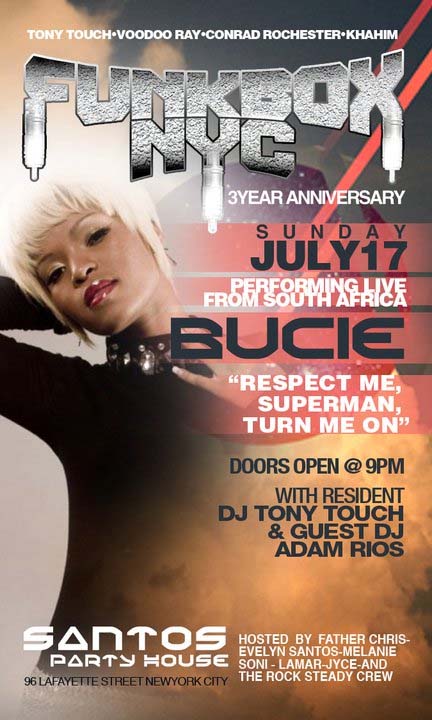 TONY TOUCH•VOODOO RAY•CONRAD ROCHESTER•KHAHIM
FUNKBOX
NYC
3YEAR ANNIVERSARY
SUNDAY
JULY17
PERFORMING LIVE
FROM SOUTH AFRICA
BUCIE
“RESPECT ME,
SUPERMAN,
TURN ME ON”
DOORS OPEN @ 9PM
WITH RESIDENT
DJ TONY TOUCH
& GUEST DJ
ADAM RIOS
SANTOS
PARTY HOUSE
96 LAFAYETTE STREET NEWYORK CITY
HOSTED BY FATHER CHRIS-
EVELYN SANTOS-MELANIE
SONI - LAMAR-JYCE-AND
THE ROCK STEADY CREW